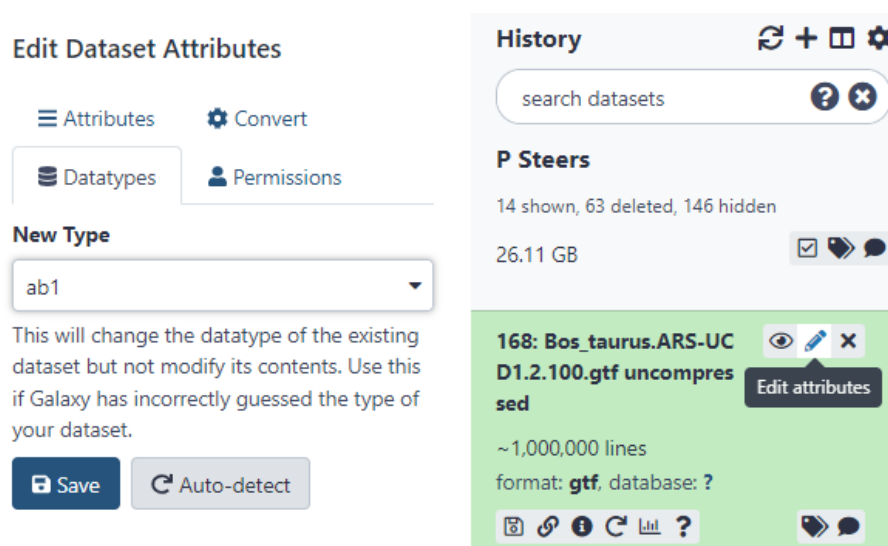 Edit Dataset Attributes
Attributes
Convert
Datatypes
Permissions
New Type
ab1
This will change the datatype of the existing
dataset but not modify its contents. Use this
if Galaxy has incorrectly guessed the type of
your dataset.
Save
Auto-detect
History
search datasets
P Steers
14 shown, 63 deleted, 146 hidden
26.11 GB
168: Bos_taurus.ARS-UC
D1.2.100.gtf uncompres
sed
Edit attributes
~1,000,000 lines
format: gtf, database: ?